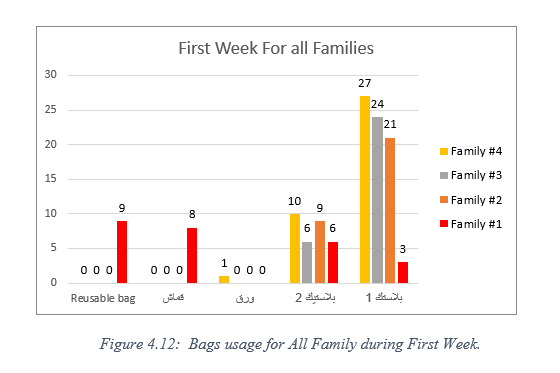 First Week For all Families
30
25
20
15
10
5
0
0 0 0 9
0 0 0 8
1 0 0 0
10 6 9 6
27 24 21 3
Reusable bag
قماش
ورق
بلاستيك 2
بلاستيك 1
Family #4
Family #3
Family #2
Family #1
Figure 4.12: Bags usage for All Family during First Week.